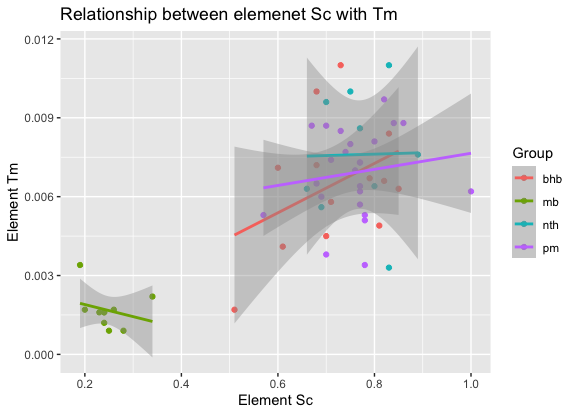 Relationship between elemenet Sc with Tm
0.012
0.009
0.006
0.003
0.000
Element Tm
0.2 0.4 0.6 0.8 1.0
Element Sc
Group
bhb
mb
nth
pm